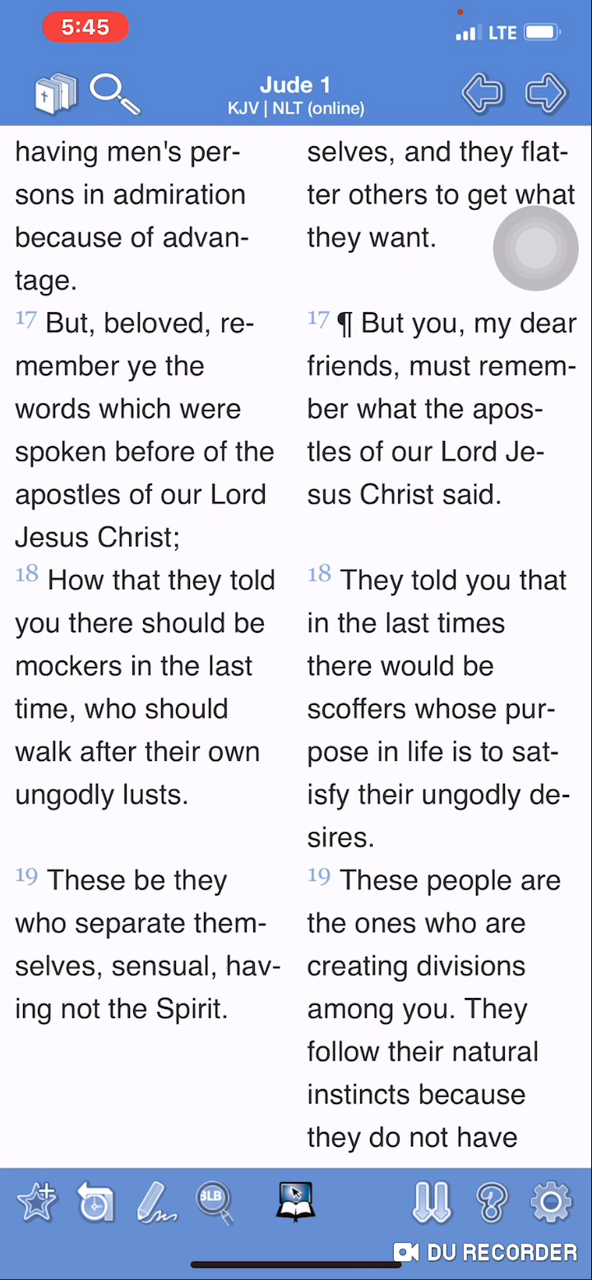 5:45
LTE
Jude 1
KJV | NLT (online)
having men's per-
sons in admiration
because of advan-
tage.
17 But, beloved, re-
member ye the
words which were
spoken before of the
apostles of our Lord
Jesus Christ;
18 How that they told
you there should be
mockers in the last
time, who should
walk after their own
ungodly lusts.
19 These be they
who separate them-
selves, sensual, hav-
ing not the Spirit.
selves, and they flat-
ter others to get what
they want.
17 ¶ But you, my dear
friends, must remem-
ber what the apos-
tles of our Lord Je-
sus Christ said.
18 They told you that
in the last times
there would be
scoffers whose pur-
pose in life is to sat-
isfy their ungodly de-
sires.
19 These people are
the ones who are
creating divisions
among you. They
follow their natural
instincts because
they do not have
BLB
DU RECORDER